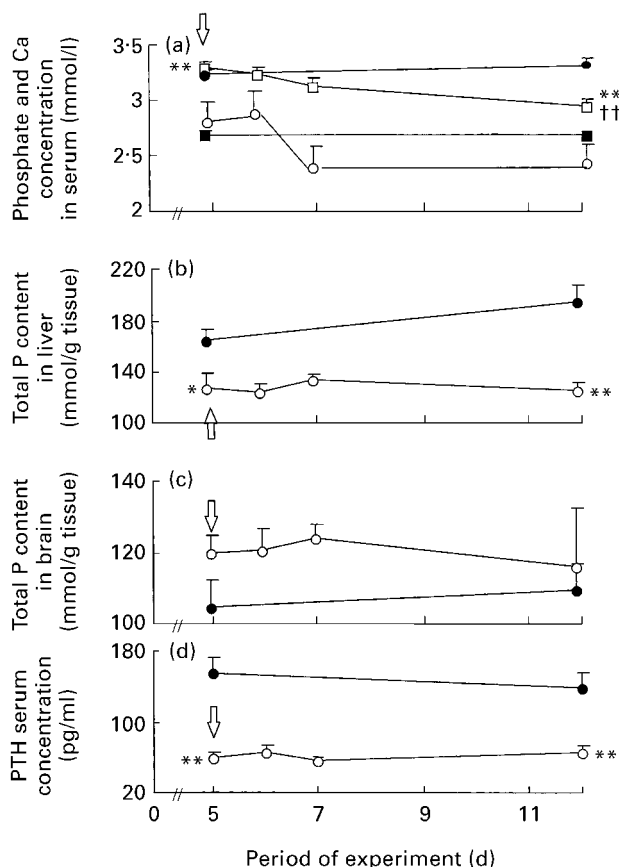 (a)
3·5
3
2·5
2
**
**
††
Phosphate and Ca
concentration
in serum (mmol/l)
(b)
220
180
140
100
*
**
Total P content
in liver
(mmol/g tissue)
(c)
140
120
100
Total P content
in brain
(mmol/g tissue)
(d)
180
100
20
**
**
PTH serum
concentration
(pg/ml)
0 5 7 9 11
Period of experiment (d)